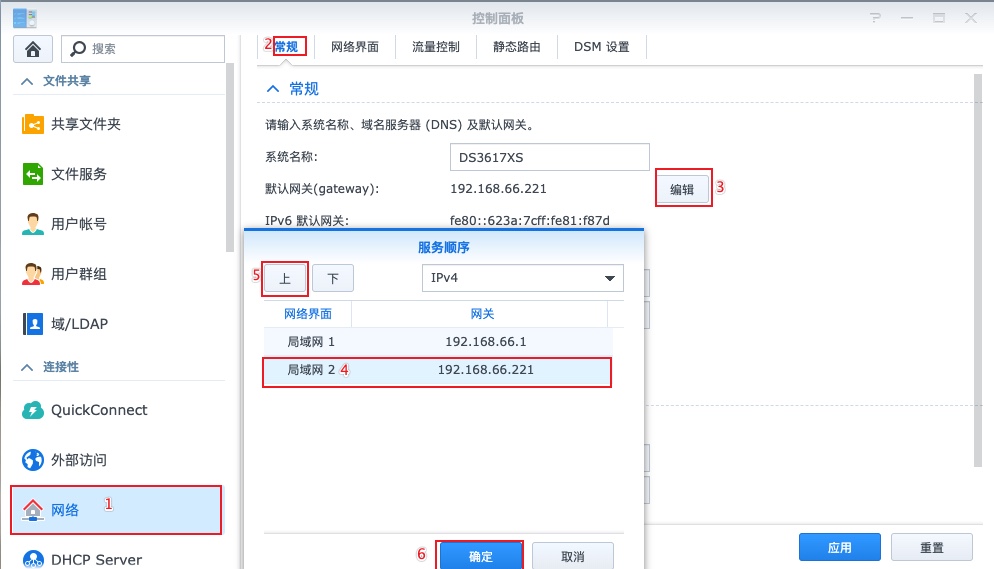 控制面板
搜索
文件共享
共享文件夹
文件服务
用户帐号
用户群组
域/LDAP
连接性
QuickConnect
外部访问
网络 1
DHCP Server
2 常规 网络界面 流量控制 静态路由 DSM 设置
常规
请输入系统名称、域名服务器 (DNS) 及默认网关。
系统名称: DS3617XS
默认网关(gateway): 192.168.66.221 编辑 3
IPv6 默认网关: fe80::623a:7cff:fe81:f87d
服务顺序
5 上 下 IPv4
网络界面 网关
局域网 1 192.168.66.1
局域网 2 4 192.168.66.221
6 确定 取消
应用 重置